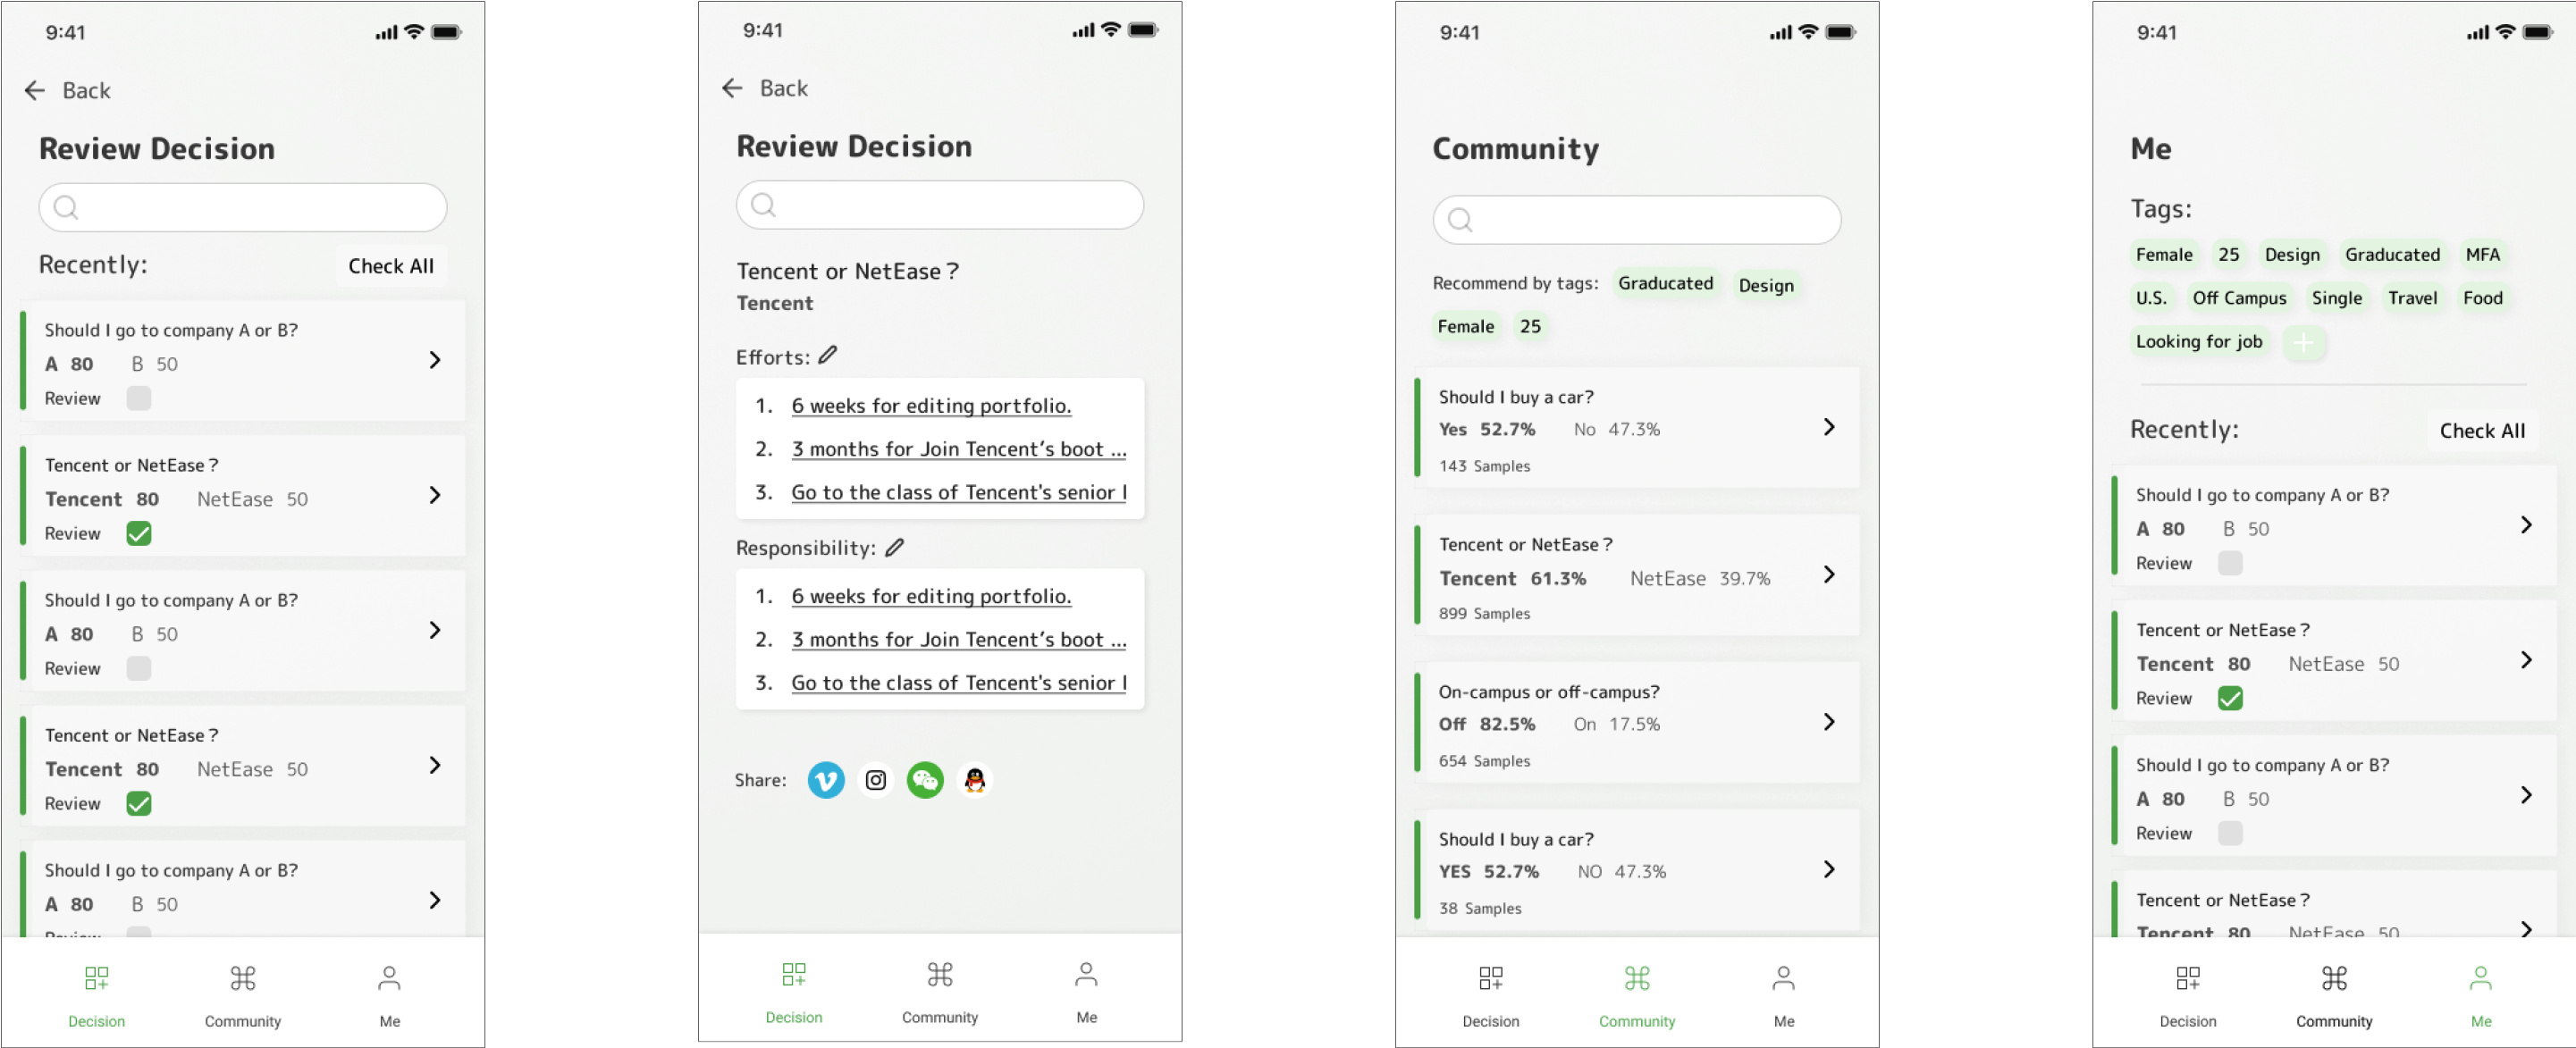 9:41
Back
Review Decision
Recently:
Check All
Should I go to company A or B?
A 80 B 50
Review
Tencent or NetEase?
Tencent 80 NetEase 50
Review
Should I go to company A or B?
A 80 B 50
Review
Tencent or NetEase?
Tencent 80 NetEase 50
Review
Should I go to company A or B?
A 80 B 50
Review
Decision
Community
Me
9:41
Back
Review Decision
Tencent or NetEase?
Tencent
Efforts:
1. 6 weeks for editing portfolio.
2. 3 months for Join Tencent’s boot ...
3. Go to the class of Tencent's senior l
Responsibility:
1. 6 weeks for editing portfolio.
2. 3 months for Join Tencent’s boot ...
3. Go to the class of Tencent's senior l
Share:
Decision
Community
Me
9:41
Community
Recommend by tags: Graducated Design
Female 25
Should I buy a car?
Yes 52.7% No 47.3%
143 Samples
Tencent or NetEase?
Tencent 61.3% NetEase 39.7%
899 Samples
On-campus or off-campus?
Off 82.5% On 17.5%
654 Samples
Should I buy a car?
YES 52.7% NO 47.3%
38 Samples
Decision
Community
Me
9:41
Me
Tags:
Female 25 Design Graducated MFA
U.S. Off Campus Single Travel Food
Looking for job
Recently:
Check All
Should I go to company A or B?
A 80 B 50
Review
Tencent or NetEase?
Tencent 80 NetEase 50
Review
Should I go to company A or B?
A 80 B 50
Review
Tencent or NetEase?
Tencent 80 NetEase 50
Decision
Community
Me